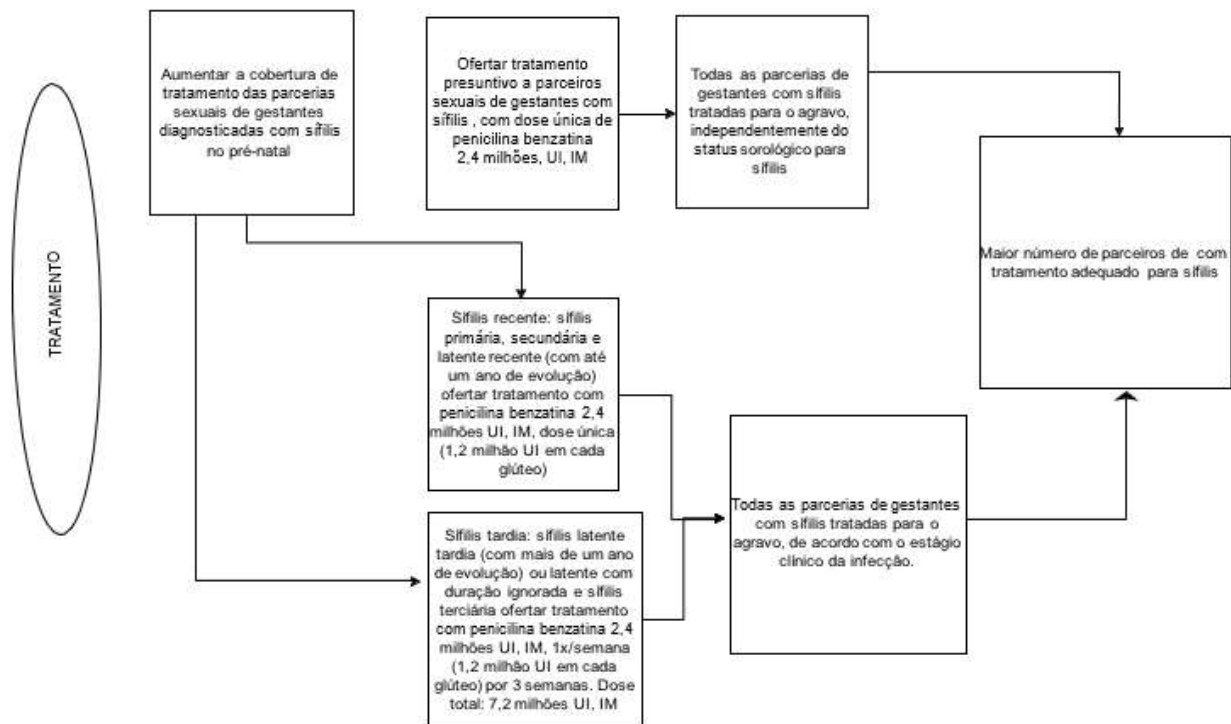 TRATAMENTO
Aumentar a cobertura de
tratamento das parcerias
sexuais de gestantes
diagnosticadas com sífilis
no pré-natal
Ofertar tratamento
presuntivo a parceiros
sexuais de gestantes com
sífilis , com dose única de
penicilina benzatina
2,4 milhões, UI, IM
Todas as parcerias de
gestantes com sífilis
tratadas para o agravo,
independentemente do
status sorológico para
sífilis
Maior número de parceiros de com
tratamento adequado para sífilis
Sífilis recente: sífilis
primária, secundária e
latente recente (com até
um ano de evolução)
ofertar tratamento com
penicilina benzatina 2,4
milhões UI, IM, dose única
(1,2 milhão UI em cada
glúteo)
Sífilis tardia: sífilis latente
tardia (com mais de um ano
de evolução) ou latente com
duração ignorada e sífilis
terciária ofertar tratamento
com penicilina benzatina 2,4
milhões UI, IM, 1x/semana
(1,2 milhão UI em cada
glúteo) por 3 semanas. Dose
total: 7,2 milhões UI, IM
Todas as parcerias de gestantes
com sífilis tratadas para o
agravo, de acordo com o estágio
clínico da infecção.